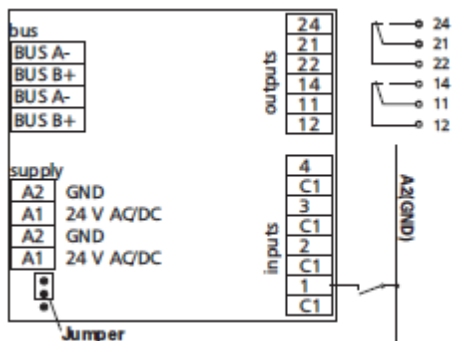 bus
BUS A-
BUS B+
BUS A-
BUS B+
supply
A2 GND
A1 24 V AC/DC
A2 GND
A1 24 V AC/DC
Jumper
outputs
24
21
22
14
11
12
inputs
4
C1
3
C1
2
C1
1
C1
24
21
22
14
11
12
A2(GND)